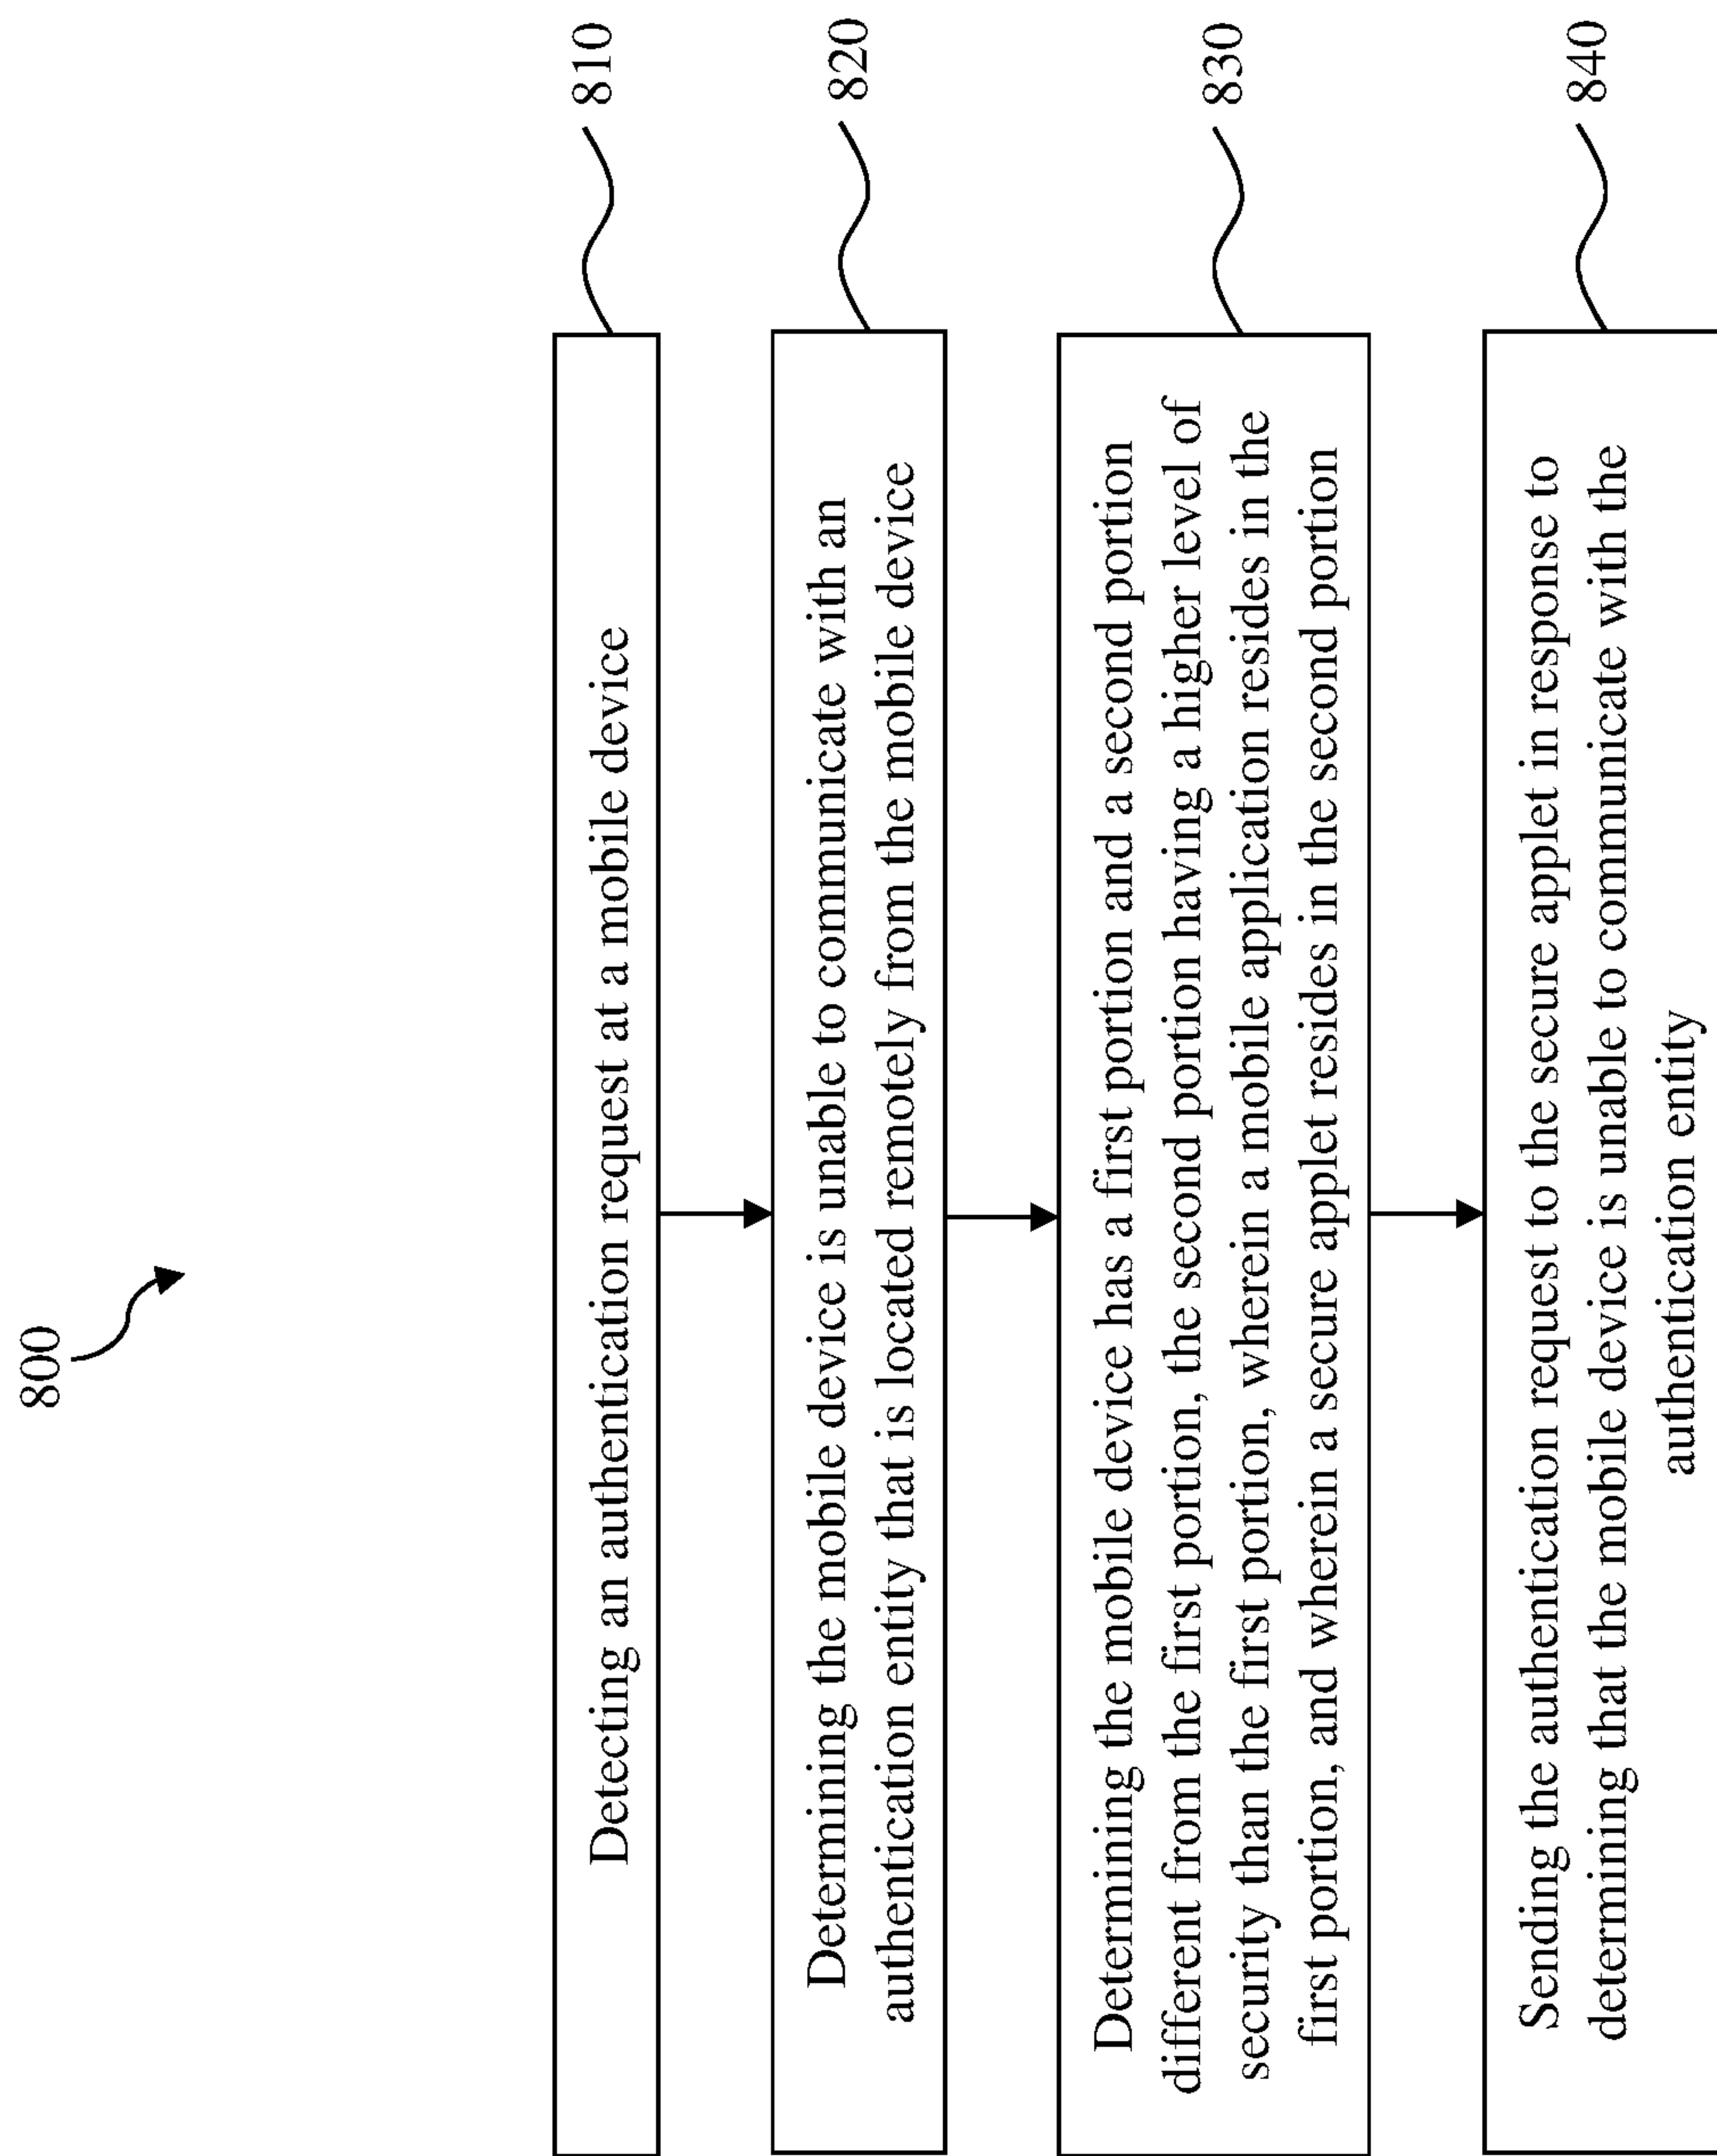 800
Detecting an authentication request at a mobile device
810
Determining the mobile device is unable to communicate with an
authentication entity that is located remotely from the mobile device
820
Determining the mobile device has a first portion and a second portion
different from the first portion, the second portion having a higher level of
security than the first portion, wherein a mobile application resides in the
first portion, and wherein a secure applet resides in the second portion
830
Sending the authentication request to the secure applet in response to
determining that the mobile device is unable to communicate with the
authentication entity
840